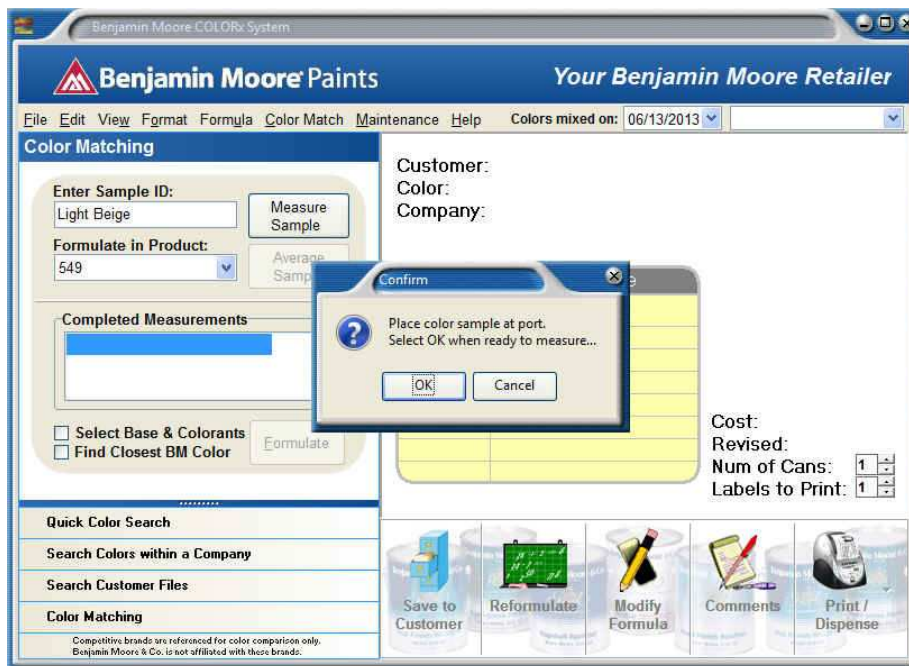 Benjamin Moore COLORx System
Benjamin Moore Paints
Your Benjamin Moore Retailer
File Edit View Format Formula Color Match Maintenance Help Colors mixed on: 06/13/2013
Color Matching
Enter Sample ID:
Light Beige
Measure
Sample
Formulate in Product:
549
Average
Completed Measurements
Select Base & Colorants
Find Closest BM Color
Formulate
Customer:
Color:
Company:
Confirm
Place color sample at port.
Select OK when ready to measure...
OK Cancel
Cost:
Revised:
Num of Cans: 1
Labels to Print: 1
Quick Color Search
Search Colors within a Company
Search Customer Files
Color Matching
Competitive brands are referenced for color comparison only.
Benjamin Moore & Co. is not affiliated with these brands.
Save to
Customer
Reformulate
Modify
Formula
Comments
Print /
Dispense